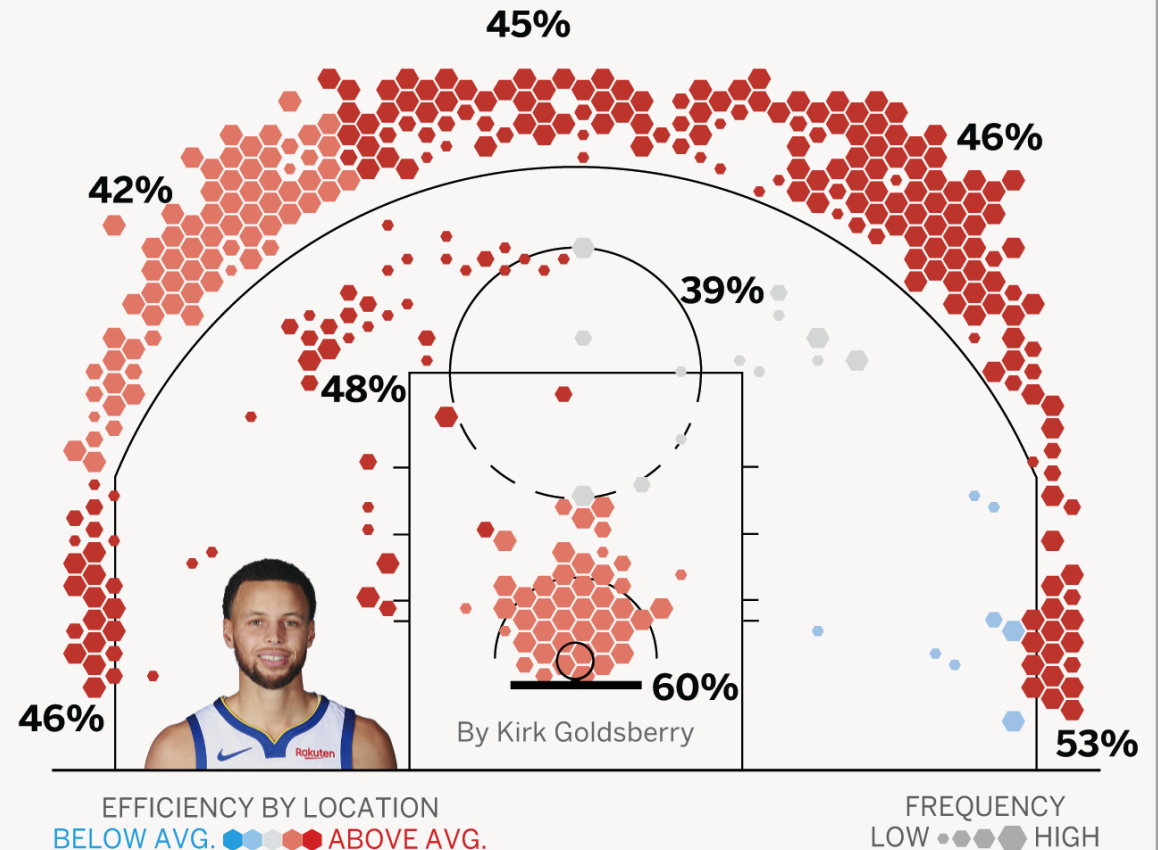 45%
46%
42%
39%
48%
60%
By Kirk Goldsberry
Rakuten
46%
53%
EFFICIENCY BY LOCATION
BELOW AVG. ABOVE AVG.
FREQUENCY
LOW HIGH